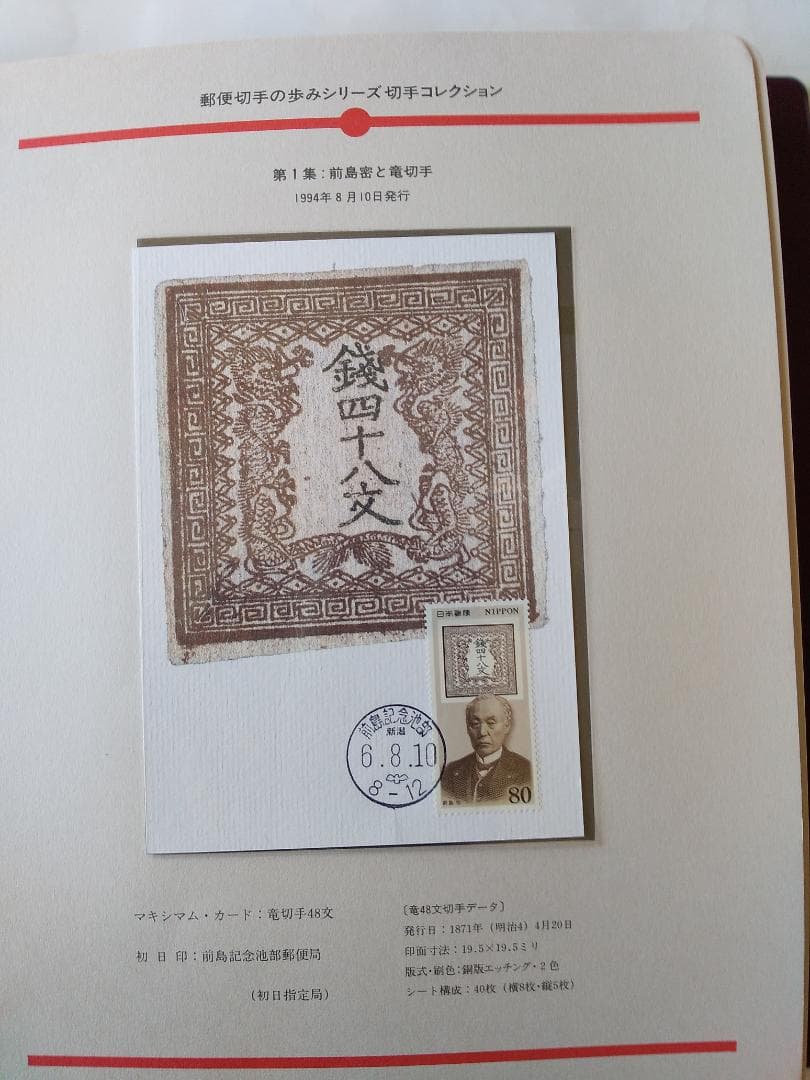 郵便切手の歩みシリーズ切手コレクション
第1集:前島密と竜切手
1994年8月10日発行
錢四十八文
日本郵便 NIPPON
錢四十八文
前島記念池部
新潟
6.8.10
8-12
前島密
80
マキシマム・カード:竜切手48文
初日印:前島記念池部郵便局
(初日指定局)
〔竜48文切手データ〕
発行日:1871年(明治4)4月20日
印面寸法:19.5×19.5ミリ
版式・刷色:銅版エッチング・2色
シート構成:40枚(横8枚・縦5枚)